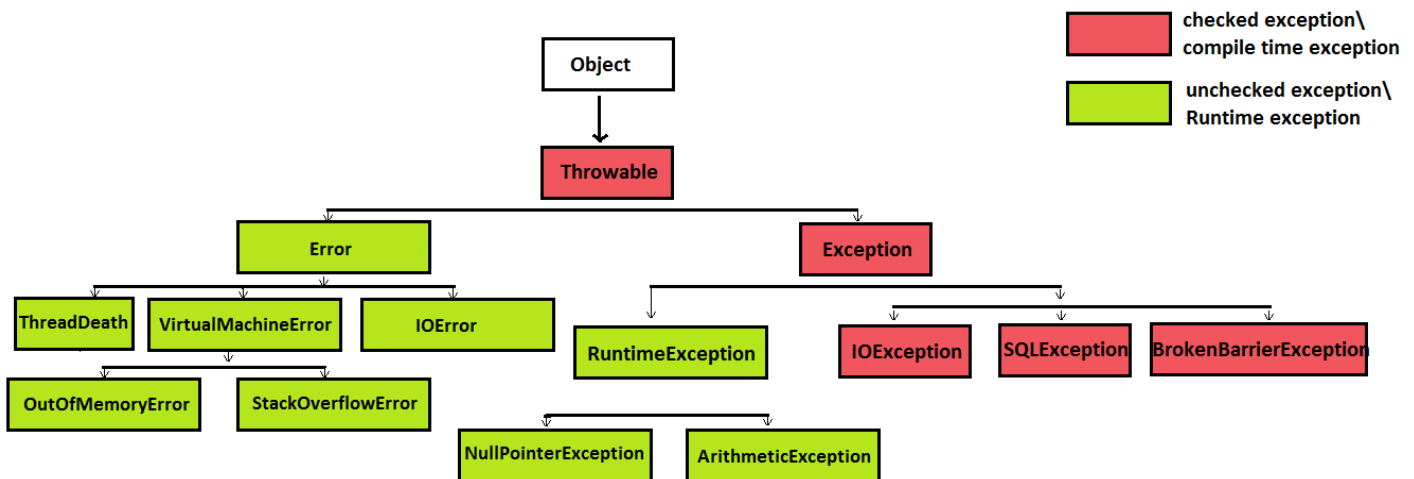 checked exception\
compile time exception
Object
unchecked exception\
Runtime exception
Throwable
Error
Exception
ThreadDeath
VirtualMachineError
IOError
RuntimeException
IOException
SQLException
BrokenBarrierException
OutOfMemoryError
StackOverflowError
NullPointerException
ArithmeticException